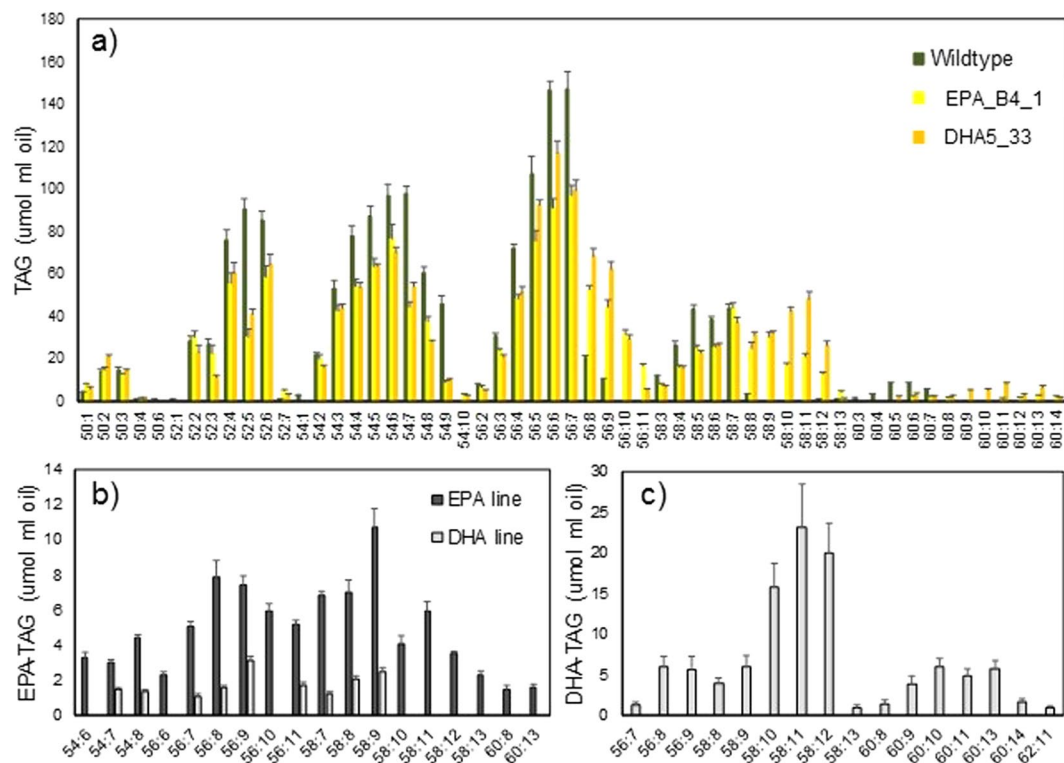 a)
TAG (umol ml oil)
180
160
140
120
100
80
60
40
20
0
Wildtype
EPA_B4_1
DHA5_33
50:1 50:2 50:3 50:4 50:6 52:1 52:2 52:3 52:4 52:5 52:6 52:7 54:1 54:2 54:3 54:4 54:5 54:6 54:7 54:8 54:9 54:10 56:2 56:3 56:4 56:5 56:6 56:7 56:8 56:9 56:10 56:11 58:3 58:4 58:5 58:6 58:7 58:8 58:9 58:10 58:11 58:12 58:13 60:3 60:3 60:5 60:6 60:7 60:8 60:9 60:10 60:11 60:12 60:13 60:14
b)
EPA-TAG (umol ml oil)
14
12
10
8
6
4
2
0
EPA line
DHA line
54:6 54:7 54:8 56:6 56:7 56:8 56:9 56:10 56:11 58:7 58:8 58:9 58:10 58:11 58:12 58:13 60:8 60:13
c)
DHA-TAG (umol ml oil)
30
25
20
15
10
5
0
56:7 56:8 56:9 58:8 58:9 58:10 58:11 58:12 58:13 60:8 60:9 60:10 60:11 60:13 60:14 62:11